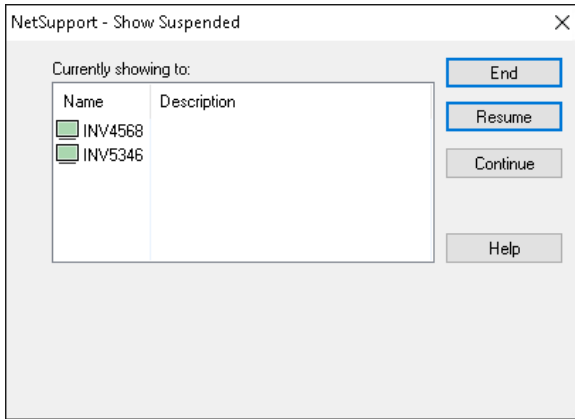 NetSupport - Show Suspended
Currently showing to:
Name Description
INV4568
INV5346
End
Resume
Continue
Help